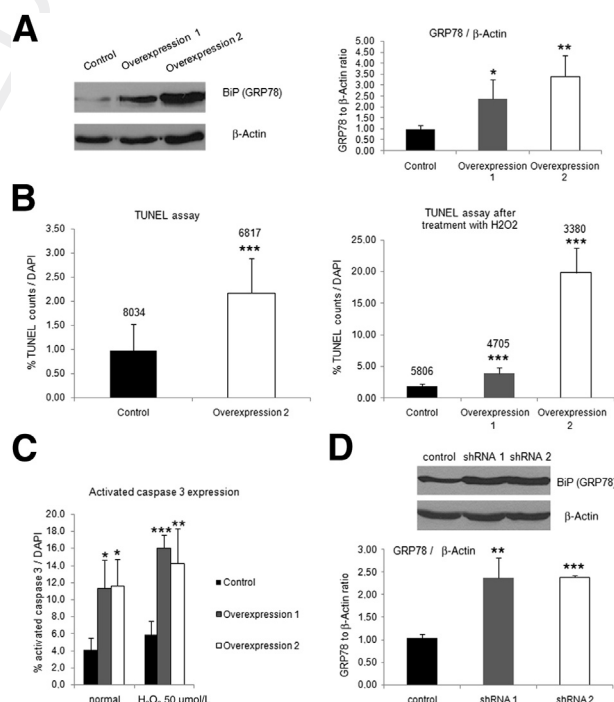 A
Control
Overexpression 1
Overexpression 2
BiP (GRP78)
β-Actin
GRP78 / β-Actin
GRP78 to β-Actin ratio
5.00
4.50
4.00
3.50
3.00
2.50
2.00
1.50
1.00
0.50
0.00
*
**
Control
Overexpression
1
Overexpression
2
B
TUNEL assay
% TUNEL counts / DAPI
3.50
3.00
2.50
2.00
1.50
1.00
0.50
0.00
8034
6817
***
Control
Overexpression 2
TUNEL assay after
treatment with H2O2
% TUNEL counts / DAPI
25.00
20.00
15.00
10.00
5.00
0.00
5806
4705
***
3380
***
Control
Overexpression
1
Overexpression
2
C
Activated caspase 3 expression
% activated caspase 3 / DAPI
20,0
18,0
16,0
14,0
12,0
10,0
8,0
6,0
4,0
2,0
0,0
* *
*** **
Control
Overexpression 1
Overexpression 2
normal
H₂O₂ 50 µmol/L
D
control shRNA 1 shRNA 2
BiP (GRP78)
β-Actin
GRP78 / β-Actin
GRP78 to β-Actin ratio
3.00
2.50
2.00
1.50
1.00
0.50
0.00
**
***
control
shRNA 1
shRNA 2